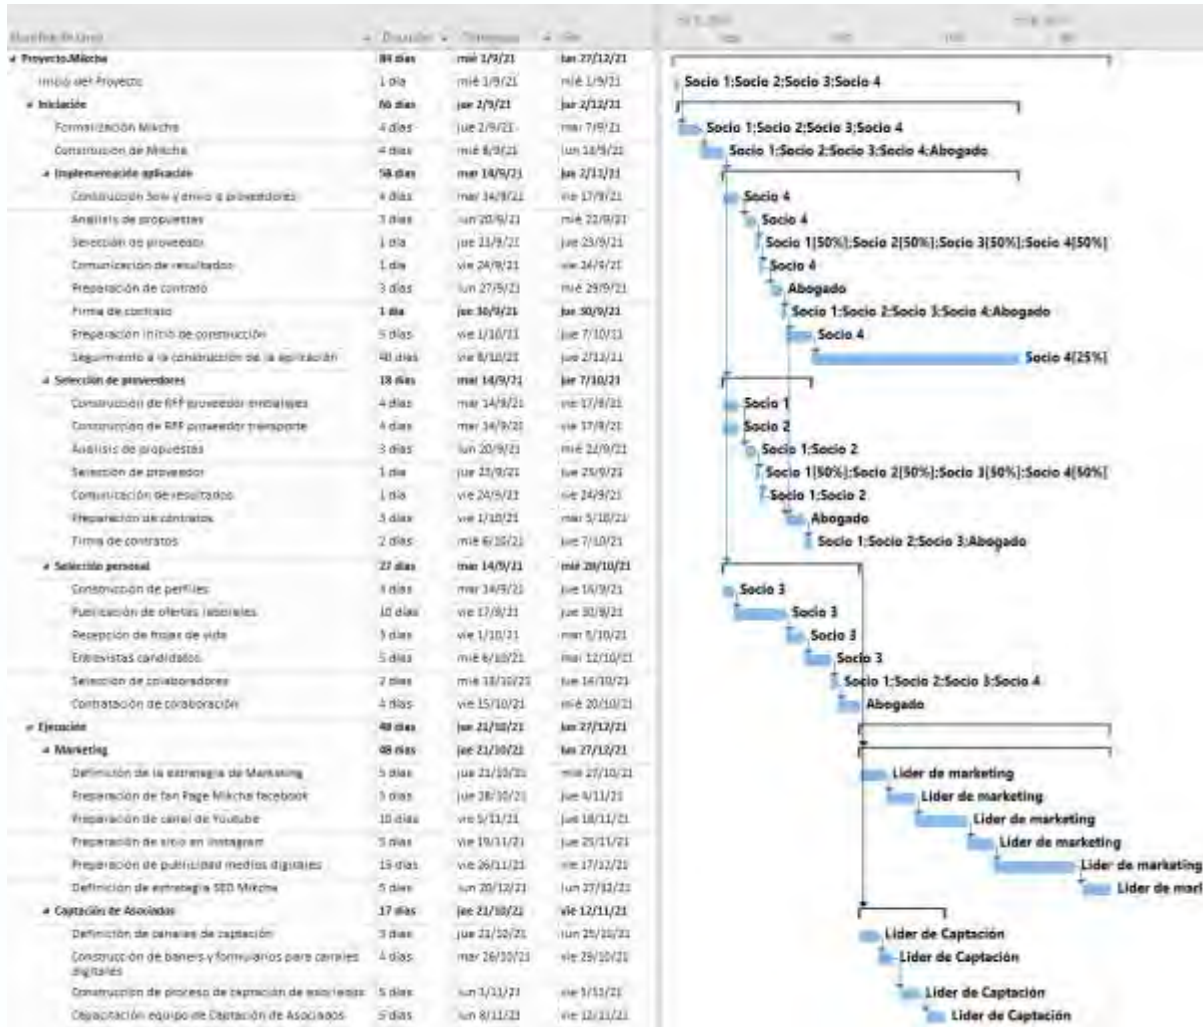 Proyecto Mikcha 84 días mié 1/9/21 lun 27/12/21
Inicio del Proyecto 1 día mié 1/9/21 mié 1/9/21 Socio 1;Socio 2;Socio 3;Socio 4
Iniciación 66 días jue 2/9/21 jue 2/12/21
Formalización Mikcha 4 días jue 2/9/21 mar 7/9/21 Socio 1;Socio 2;Socio 3;Socio 4
Constitución de Mikcha 4 días mié 8/9/21 lun 13/9/21 Socio 1;Socio 2;Socio 3;Socio 4;Abogado
Implementación aplicación 58 días mar 14/9/21 jue 2/12/21
Construcción Sow y envío a proveedores 4 días mar 14/9/21 vie 17/9/21 Socio 4
Análisis de propuestas 3 días lun 20/9/21 mié 22/9/21 Socio 4
Selección de proveedor 1 día jue 23/9/21 jue 23/9/21 Socio 1[50%];Socio 2[50%];Socio 3[50%];Socio 4[50%]
Comunicación de resultados 1 día vie 24/9/21 vie 24/9/21 Socio 4
Preparación de contrato 3 días lun 27/9/21 mié 29/9/21 Abogado
Firma de contrato 1 día jue 30/9/21 jue 30/9/21 Socio 1;Socio 2;Socio 3;Socio 4;Abogado
Preparación inicio de construcción 5 días vie 1/10/21 jue 7/10/21 Socio 4
Seguimiento a la construcción de la aplicación 40 días vie 8/10/21 jue 2/12/21 Socio 4[25%]
Selección de proveedores 18 días mar 14/9/21 jue 7/10/21
Construcción de RFP proveedor embalajes 4 días mar 14/9/21 vie 17/9/21 Socio 1
Construcción de RFP proveedor transporte 4 días mar 14/9/21 vie 17/9/21 Socio 2
Análisis de propuestas 3 días lun 20/9/21 mié 22/9/21 Socio 1;Socio 2
Selección de proveedor 1 día jue 23/9/21 jue 23/9/21 Socio 1[50%];Socio 2[50%];Socio 3[50%];Socio 4[50%]
Comunicación de resultados 1 día vie 24/9/21 vie 24/9/21 Socio 1;Socio 2
Preparación de contratos 3 días vie 1/10/21 mar 5/10/21 Abogado
Firma de contratos 2 días mié 6/10/21 jue 7/10/21 Socio 1;Socio 2;Socio 3;Abogado
Selección personal 27 días mar 14/9/21 mié 20/10/21
Construcción de perfiles 3 días mar 14/9/21 jue 16/9/21 Socio 3
Publicación de ofertas laborales 10 días vie 17/9/21 jue 30/9/21 Socio 3
Recepción de hojas de vida 3 días vie 1/10/21 mar 5/10/21 Socio 3
Entrevistas candidatos 5 días mié 6/10/21 mar 12/10/21 Socio 3
Selección de colaboradores 2 días mié 13/10/21 jue 14/10/21 Socio 1;Socio 2;Socio 3;Socio 4
Contratación de colaboración 4 días vie 15/10/21 mié 20/10/21 Abogado
Ejecución 48 días jue 21/10/21 lun 27/12/21
Marketing 48 días jue 21/10/21 lun 27/12/21
Definición de la estrategia de Marketing 5 días jue 21/10/21 mié 27/10/21 Lider de marketing
Preparación de fan Page Mikcha facebook 5 días jue 28/10/21 jue 4/11/21 Lider de marketing
Preparación de canal de Youtube 10 días vie 5/11/21 jue 18/11/21 Lider de marketing
Preparación de sitio en Instagram 5 días vie 19/11/21 jue 25/11/21 Lider de marketing
Preparación de publicidad medios digitales 15 días vie 26/11/21 vie 17/12/21 Lider de marketing
Definición de estrategia SEO Mikcha 5 días lun 20/12/21 lun 27/12/21 Lider de marl
Captación de Asociados 17 días jue 21/10/21 vie 12/11/21
Definición de canales de captación 3 días jue 21/10/21 lun 25/10/21 Lider de Captación
Construcción de baners y formularios para canales 4 días mar 26/10/21 vie 29/10/21 Lider de Captación
digitales
Construcción de proceso de captación de asociados 5 días lun 1/11/21 vie 5/11/21 Lider de Captación
Capacitación equipo de Captación de Asociados 5 días lun 8/11/21 vie 12/11/21 Lider de Captación